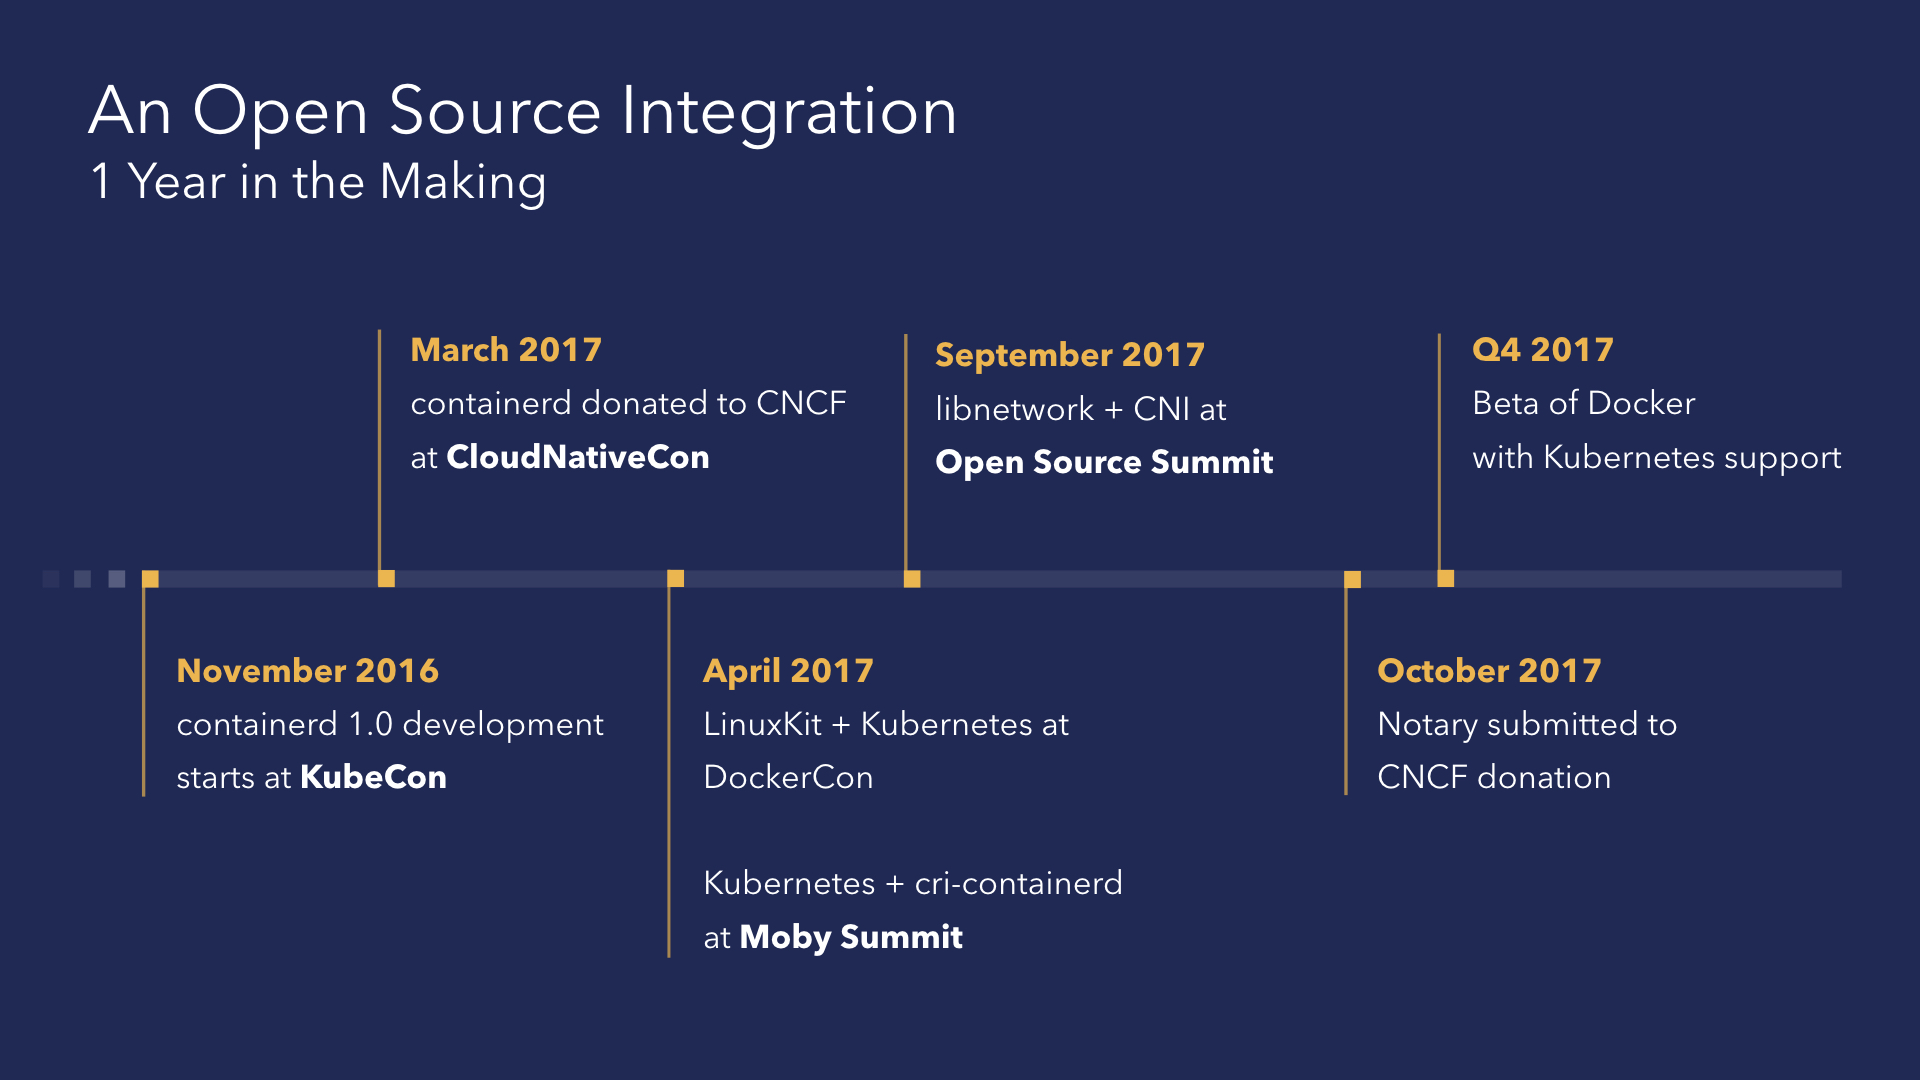 An Open Source Integration
1 Year in the Making
March 2017
containerd donated to CNCF
at CloudNativeCon
September 2017
libnetwork + CNI at
Open Source Summit
Q4 2017
Beta of Docker
with Kubernetes support
November 2016
containerd 1.0 development
starts at KubeCon
April 2017
LinuxKit + Kubernetes at
DockerCon
Kubernetes + cri-containerd
at Moby Summit
October 2017
Notary submitted to
CNCF donation